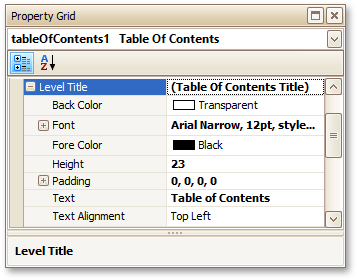 Property Grid
tableOfContents1 Table Of Contents
A
Z
Level Title (Table Of Contents Title)
Back Color Transparent
Font Arial Narrow, 12pt, style...
Fore Color Black
Height 23
Padding 0, 0, 0, 0
Text Table of Contents
Text Alignment Top Left
Level Title